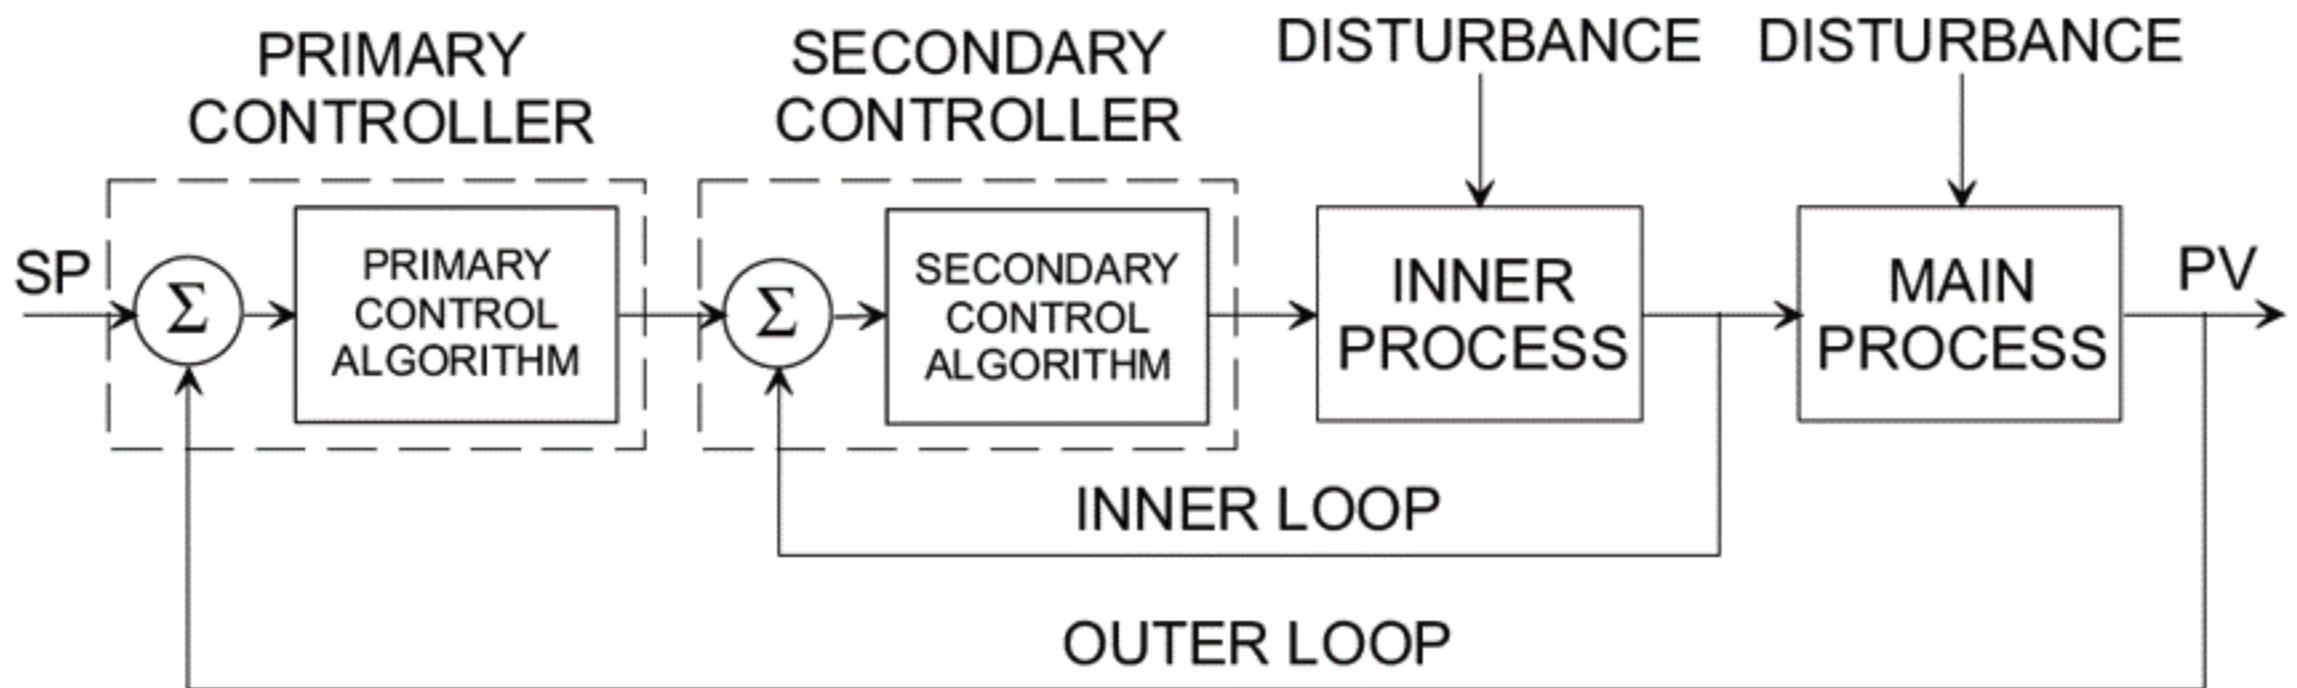 PRIMARY
CONTROLLER
SECONDARY
CONTROLLER
DISTURBANCE
DISTURBANCE
SP
Σ
PRIMARY
CONTROL
ALGORITHM
Σ
SECONDARY
CONTROL
ALGORITHM
INNER
PROCESS
MAIN
PROCESS
PV
INNER LOOP
OUTER LOOP